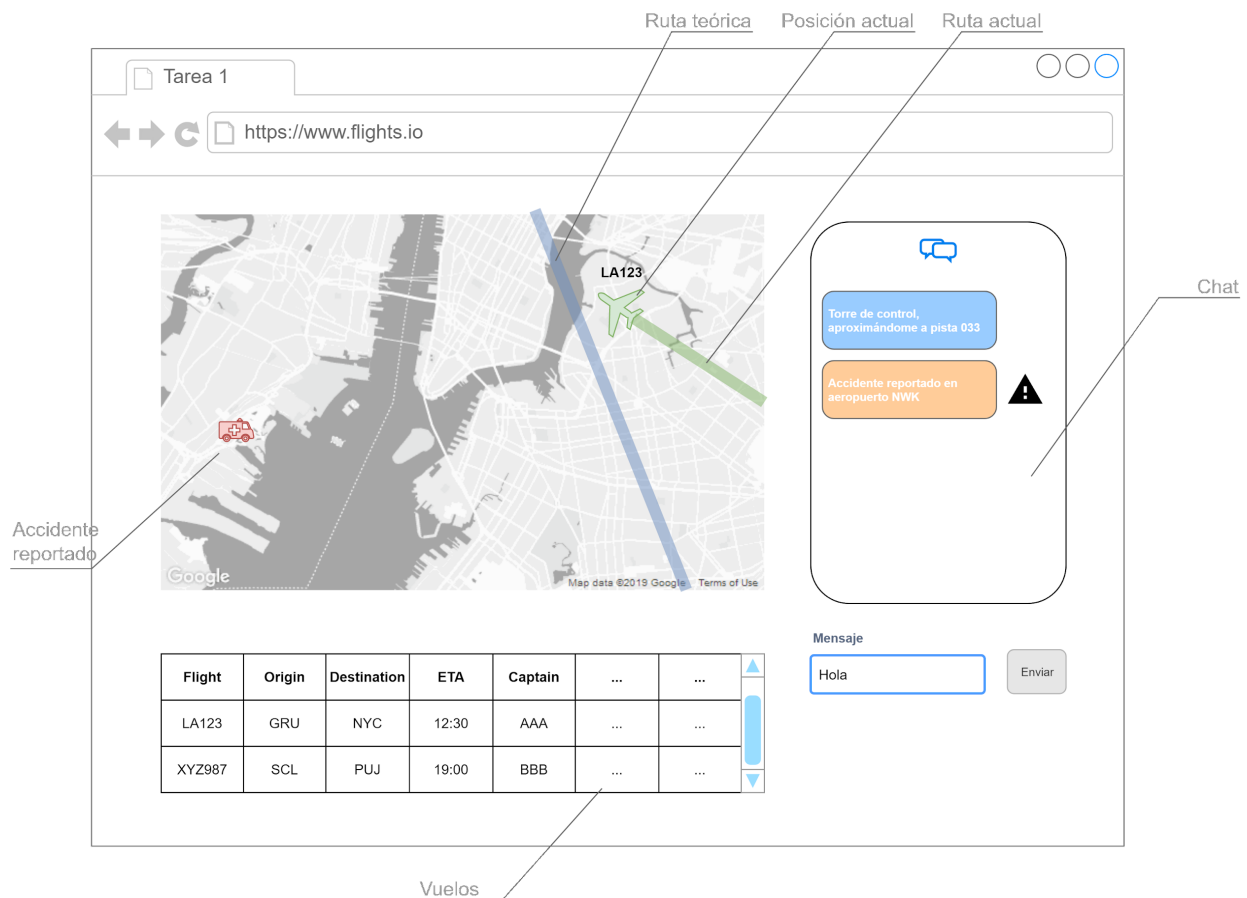 Ruta teórica Posición actual Ruta actual
Tarea 1
https://www.flights.io
LA123
Torre de control,
aproximándome a pista 033
Accidente reportado en
aeropuerto NWK
Chat
Accidente
reportado
Google
Map data ©2019 Google Terms of Use
Mensaje
Hola
Enviar
Flight Origin Destination ETA Captain ... ...
LA123 GRU NYC 12:30 AAA ... ...
XYZ987 SCL PUJ 19:00 BBB ... ...
Vuelos